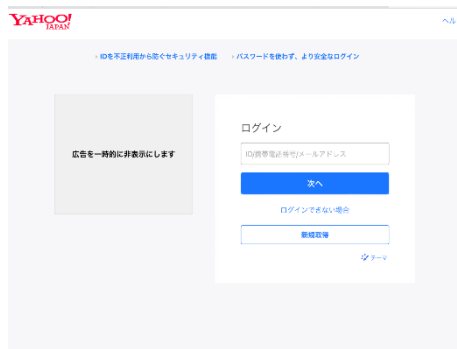 YAHOO!
JAPAN
ヘル
› IDを不正利用から防ぐセキュリティ機能 › パスワードを使わず、より安全なログイン
広告を一時的に非表示にします
ログイン
ID/携帯電話番号/メールアドレス
次へ
ログインできない場合
新規取得
テーマ